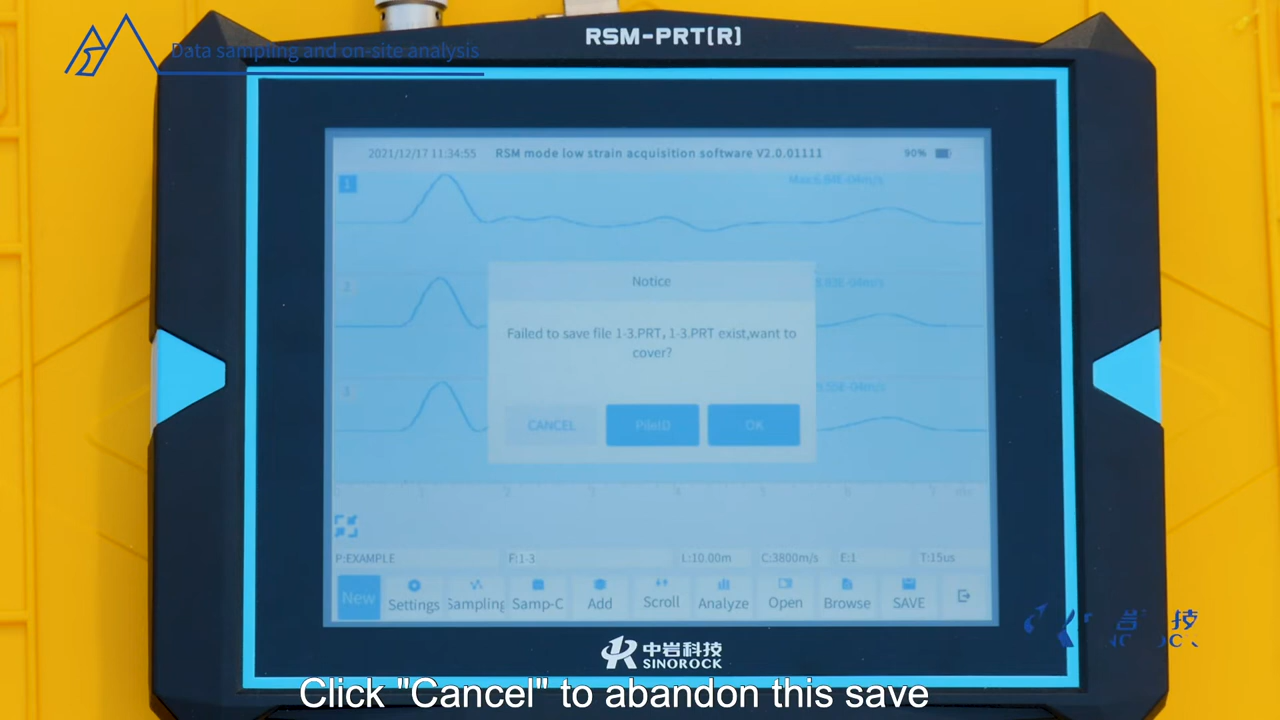 RSM-PRT(R)
Data sampling and on-site analysis
2021/12/17 11:34:55 RSM mode low strain acquisition software V2.0.01111 90%
1
2
3
Notice
Failed to save file 1-3.PRT, 1-3.PRT exist,want to
cover?
CANCEL PileID OK
P:EXAMPLE F:1-3 L:10.00m C:3800m/s E:1 T:15us
New Settings Sampling Samp-C Add Scroll Analyze Open Browse SAVE
中岩科技
SINOROCK
Click "Cancel" to abandon this save